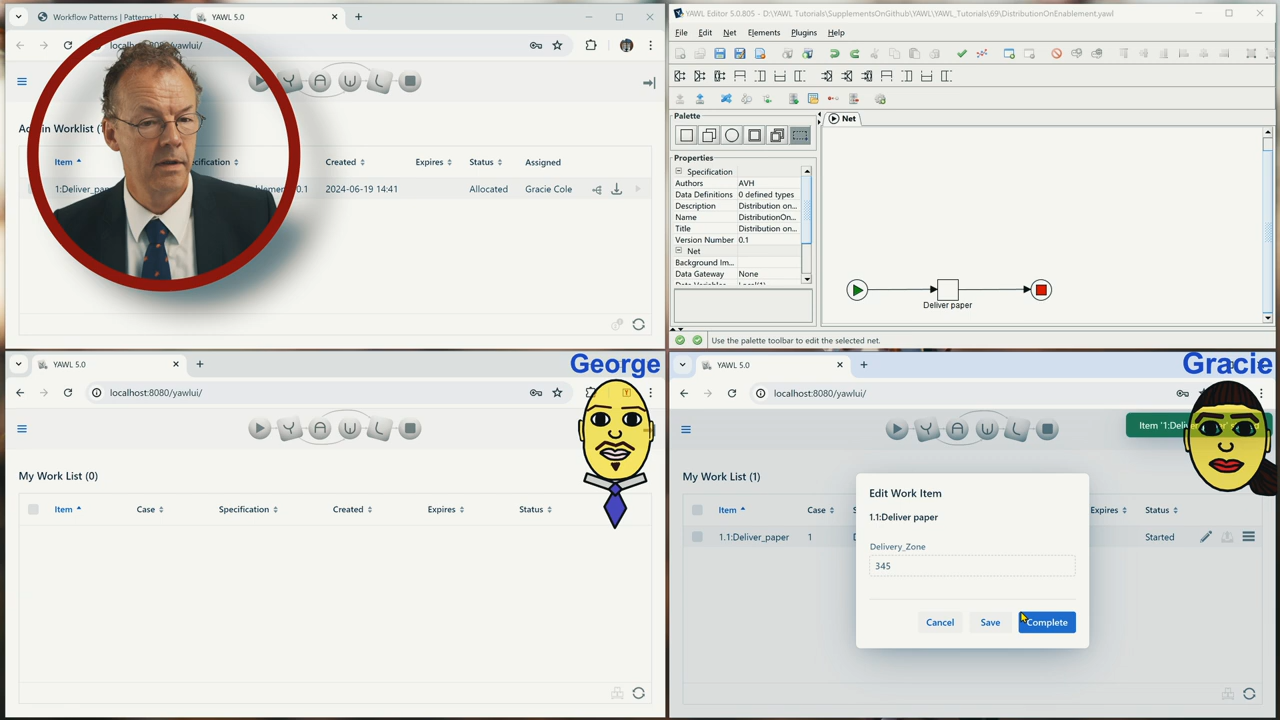 Workflow Patterns | Patterns |
YAWL 5.0
localhost:8080/yawlui/
Y A W L
Item
Specification
Created
Expires
Status
Assigned
0.1
2024-06-19 14:41
Allocated
Gracie Cole
YAWL Editor 5.0.805 - D:\YAWL Tutorials\SupplementsOnGithub\YAWL\YAWL_Tutorials\69\DistributionOnEnablement.yawl
File Edit Net Elements Plugins Help
Palette
Net
Properties
Specification
Authors AVH
Data Definitions 0 defined types
Description Distribution on...
Name DistributionOn...
Title Distribution on...
Version Number 0.1
Net
Background Im...
Data Gateway None
Deliver paper
Use the palette toolbar to edit the selected net.
YAWL 5.0
George
localhost:8080/yawlui/
Y A W L
My Work List (0)
Item Case Specification Created Expires Status
YAWL 5.0
Gracie
localhost:8080/yawlui/
Y A W L
My Work List (1)
Item Case
Expires Status
1.1:Deliver_paper 1
Started
Edit Work Item
1.1:Deliver paper
Delivery_Zone
345
Cancel Save Complete